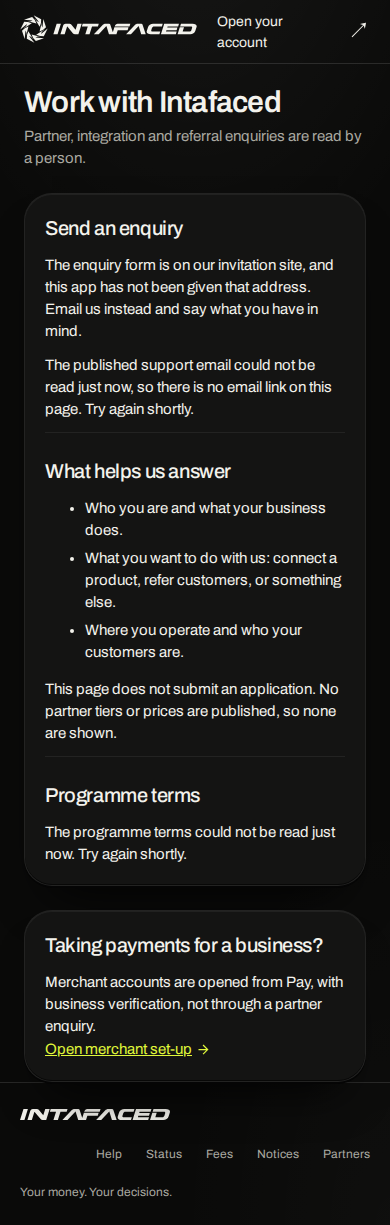 INTAFACED
Open your
account
Work with Intafaced
Partner, integration and referral enquiries are read by
a person.
Send an enquiry
The enquiry form is on our invitation site, and
this app has not been given that address.
Email us instead and say what you have in
mind.
The published support email could not be
read just now, so there is no email link on this
page. Try again shortly.
What helps us answer
• Who you are and what your business
does.
• What you want to do with us: connect a
product, refer customers, or something
else.
• Where you operate and who your
customers are.
This page does not submit an application. No
partner tiers or prices are published, so none
are shown.
Programme terms
The programme terms could not be read just
now. Try again shortly.
Taking payments for a business?
Merchant accounts are opened from Pay, with
business verification, not through a partner
enquiry.
Open merchant set-up →
INTAFACED
Help Status Fees Notices Partners
Your money. Your decisions.